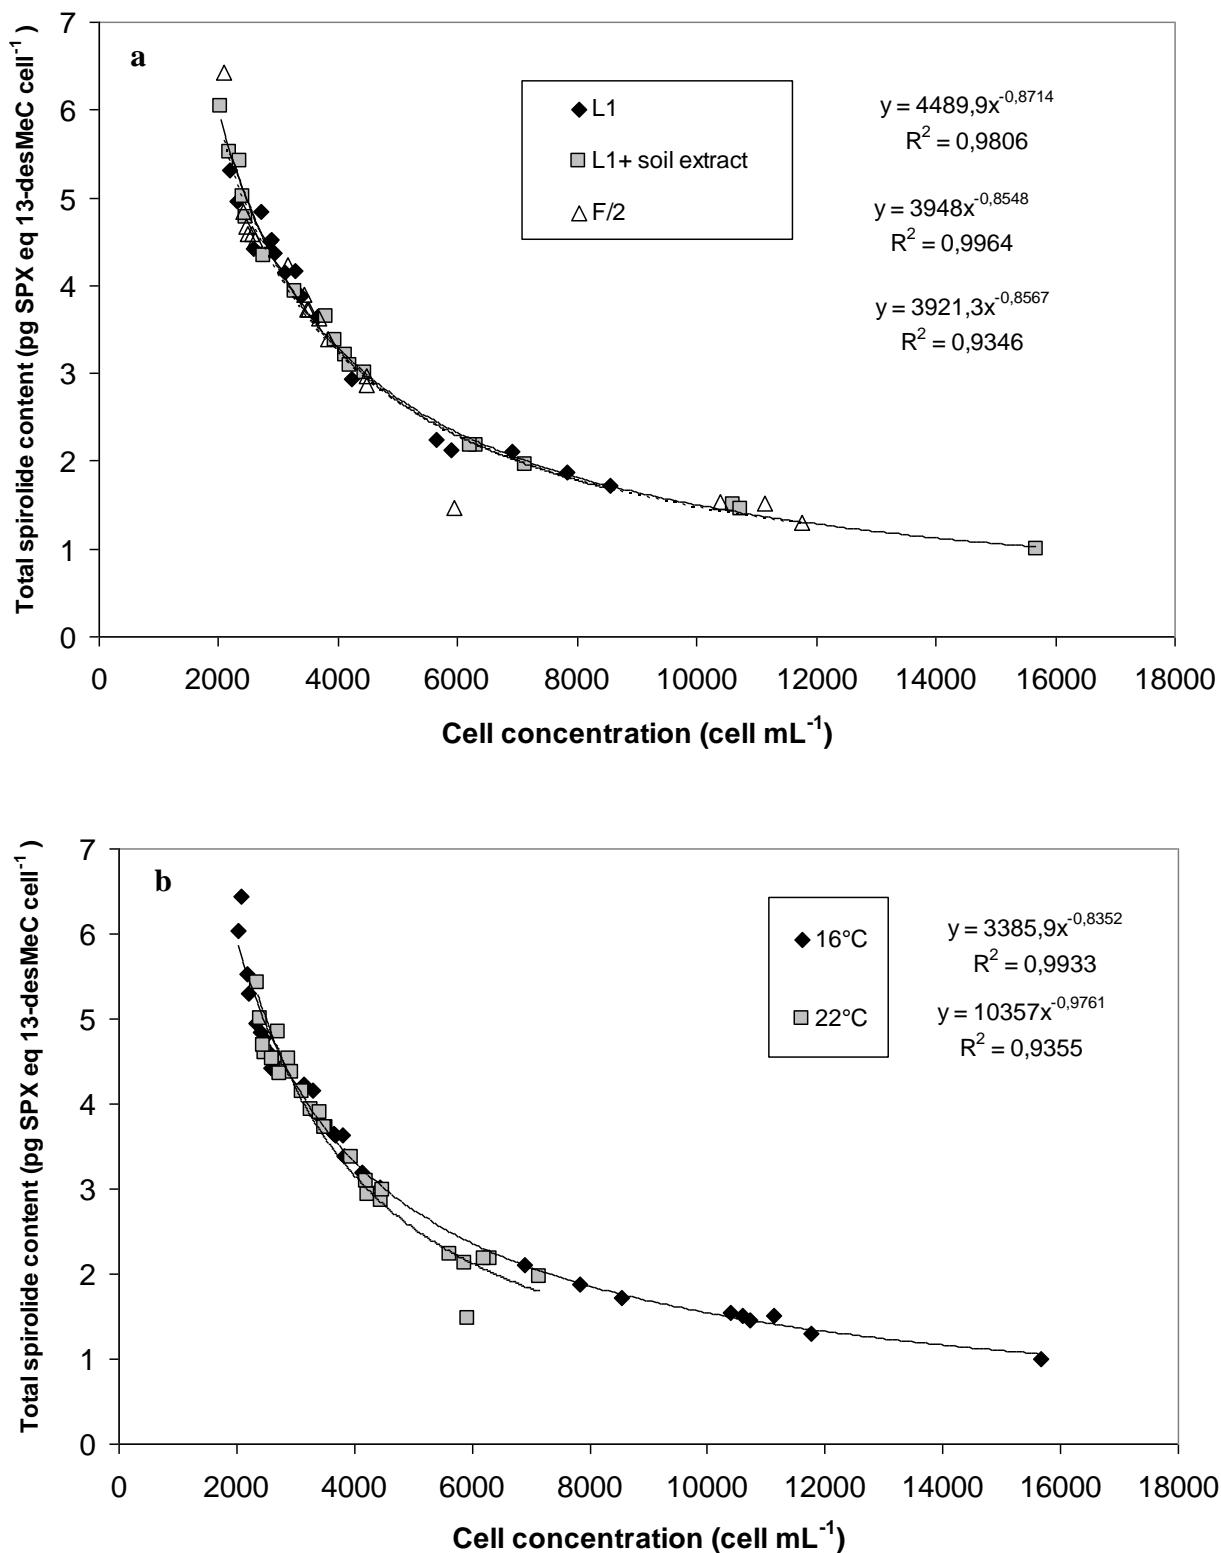 a
Total spirolide content (pg SPX eq 13-desMeC cell⁻¹)
7
6
5
4
3
2
1
0
L1
L1+ soil extract
F/2
y = 4489,9x⁻⁰,⁸⁷¹⁴
R² = 0,9806
y = 3948x⁻⁰,⁸⁵⁴⁸
R² = 0,9964
y = 3921,3x⁻⁰,⁸⁵⁶⁷
R² = 0,9346
0 2000 4000 6000 8000 10000 12000 14000 16000 18000
Cell concentration (cell mL⁻¹)
b
Total spirolide content (pg SPX eq 13-desMeC cell⁻¹)
7
6
5
4
3
2
1
0
16°C
22°C
y = 3385,9x⁻⁰,⁸³⁵²
R² = 0,9933
y = 10357x⁻⁰,⁹⁷⁶¹
R² = 0,9355
0 2000 4000 6000 8000 10000 12000 14000 16000 18000
Cell concentration (cell mL⁻¹)